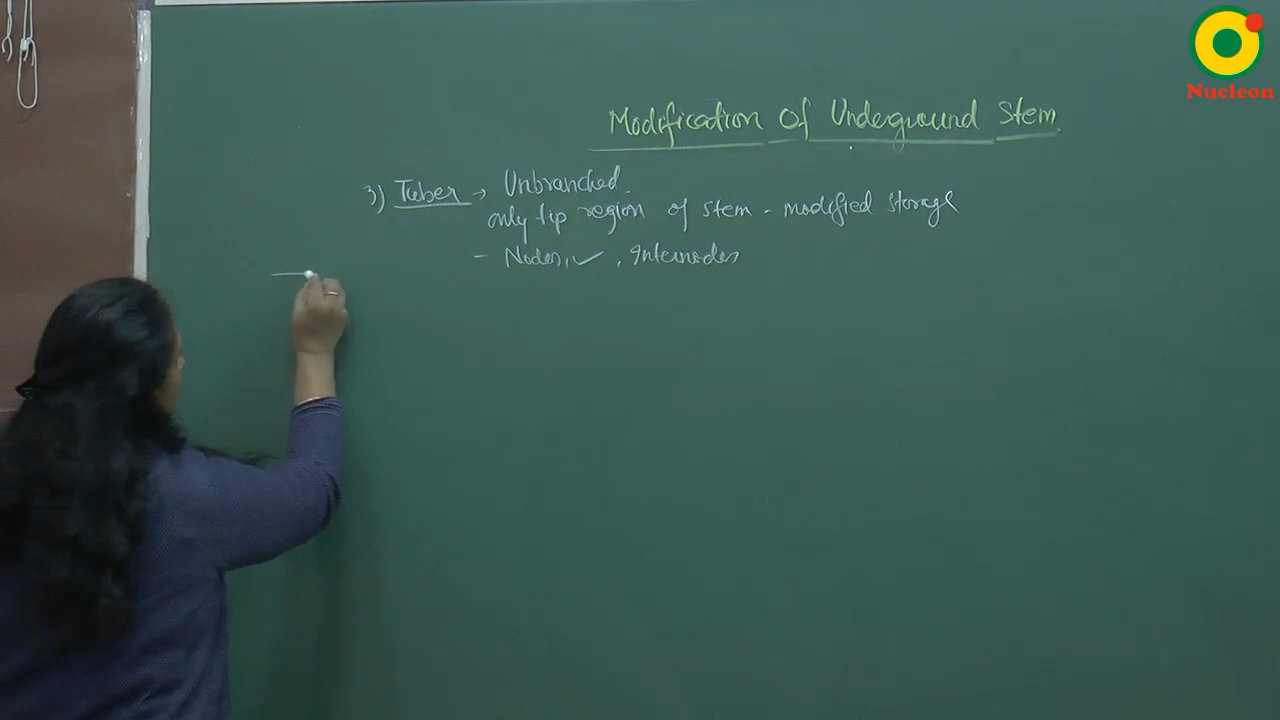 Nucleon
Modification Of Underground Stem
3) Tuber → Unbranched.
only tip region of stem - modified storage
- Nodes, ✓ , Internodes